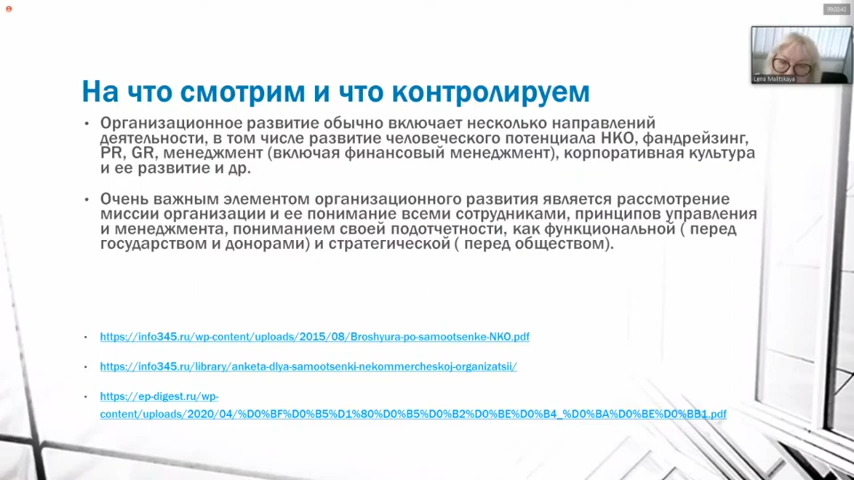 На что смотрим и что контролируем
• Организационное развитие обычно включает несколько направлений
деятельности, в том числе развитие человеческого потенциала НКО, фандрейзинг,
PR, GR, менеджмент (включая финансовый менеджмент), корпоративная культура
и ее развитие и др.
• Очень важным элементом организационного развития является рассмотрение
миссии организации и ее понимание всеми сотрудниками, принципов управления
и менеджмента, пониманием своей подотчетности, как функциональной ( перед
государством и донорами) и стратегической ( перед обществом).
• https://info345.ru/wp-content/uploads/2015/08/Broshyura-po-samootsenke-NKO.pdf
• https://info345.ru/library/anketa-dlya-samootsenki-nekommercheskoj-organizatsii/
• https://ep-digest.ru/wp-
content/uploads/2020/04/%D0%BF%D0%B5%D1%80%D0%B5%D0%B2%D0%BE%D0%B4_%D0%BA%D0%BE%D0%BB1.pdf